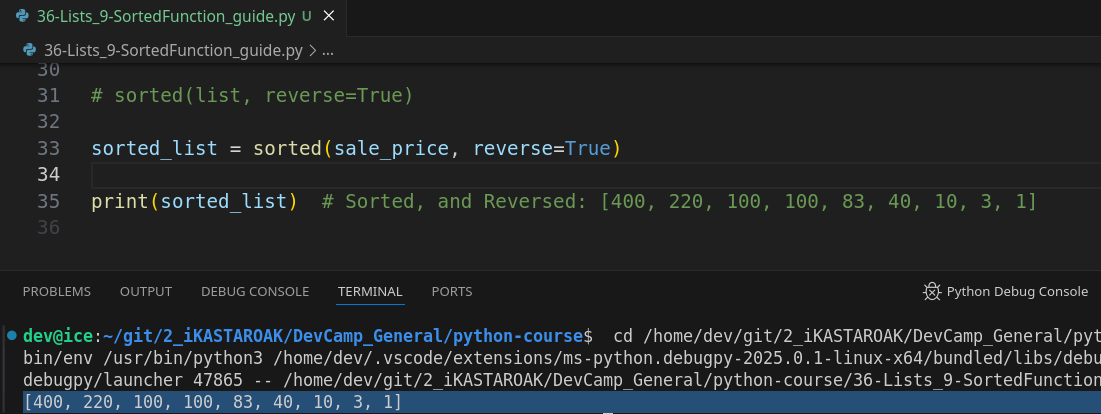 36-Lists_9-SortedFunction_guide.py U ×
36-Lists_9-SortedFunction_guide.py > ...
30
31 # sorted(list, reverse=True)
32
33 sorted_list = sorted(sale_price, reverse=True)
34
35 print(sorted_list)  # Sorted, and Reversed: [400, 220, 100, 100, 83, 40, 10, 3, 1]
36
PROBLEMS OUTPUT DEBUG CONSOLE TERMINAL PORTS Python Debug Console
dev@ice:~/git/2_iKASTAROAK/DevCamp_General/python-course$  cd /home/dev/git/2_iKASTAROAK/DevCamp_General/pyt
bin/env /usr/bin/python3 /home/dev/.vscode/extensions/ms-python.debugpy-2025.0.1-linux-x64/bundled/libs/debu
debugpy/launcher 47865 -- /home/dev/git/2_iKASTAROAK/DevCamp_General/python-course/36-Lists_9-SortedFunction
[400, 220, 100, 100, 83, 40, 10, 3, 1]